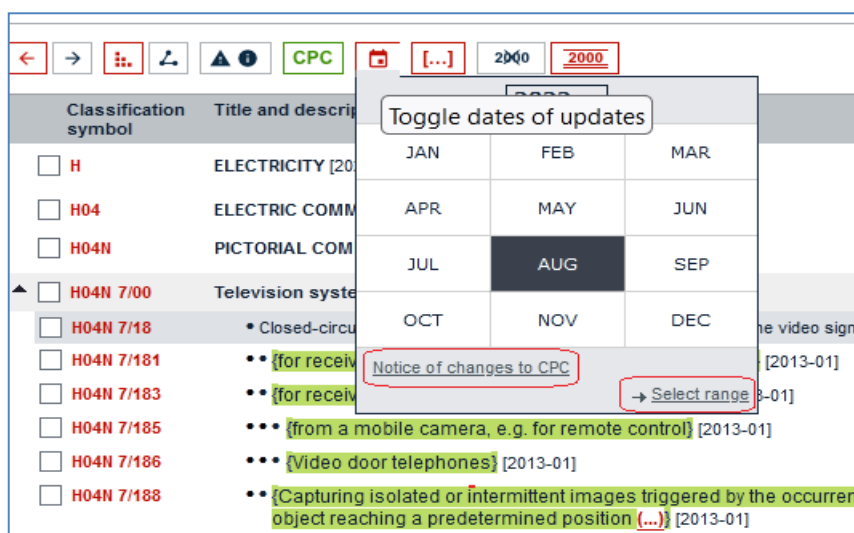 CPC [...] 2000 2000
Classification symbol Title and descrip
Toggle dates of updates
JAN FEB MAR
H ELECTRICITY [20
APR MAY JUN
H04 ELECTRIC COMM
H04N PICTORIAL COM
JUL AUG SEP
H04N 7/00 Television syste
OCT NOV DEC
H04N 7/18 • Closed-circu ne video sign
H04N 7/181 •• {for receiv } [2013-01]
Notice of changes to CPC
H04N 7/183 •• {for receiv 3-01]
→ Select range
H04N 7/185 ••• {from a mobile camera, e.g. for remote control} [2013-01]
H04N 7/186 ••• {Video door telephones} [2013-01]
H04N 7/188 •• {Capturing isolated or intermittent images triggered by the occurren
object reaching a predetermined position (...)} [2013-01]